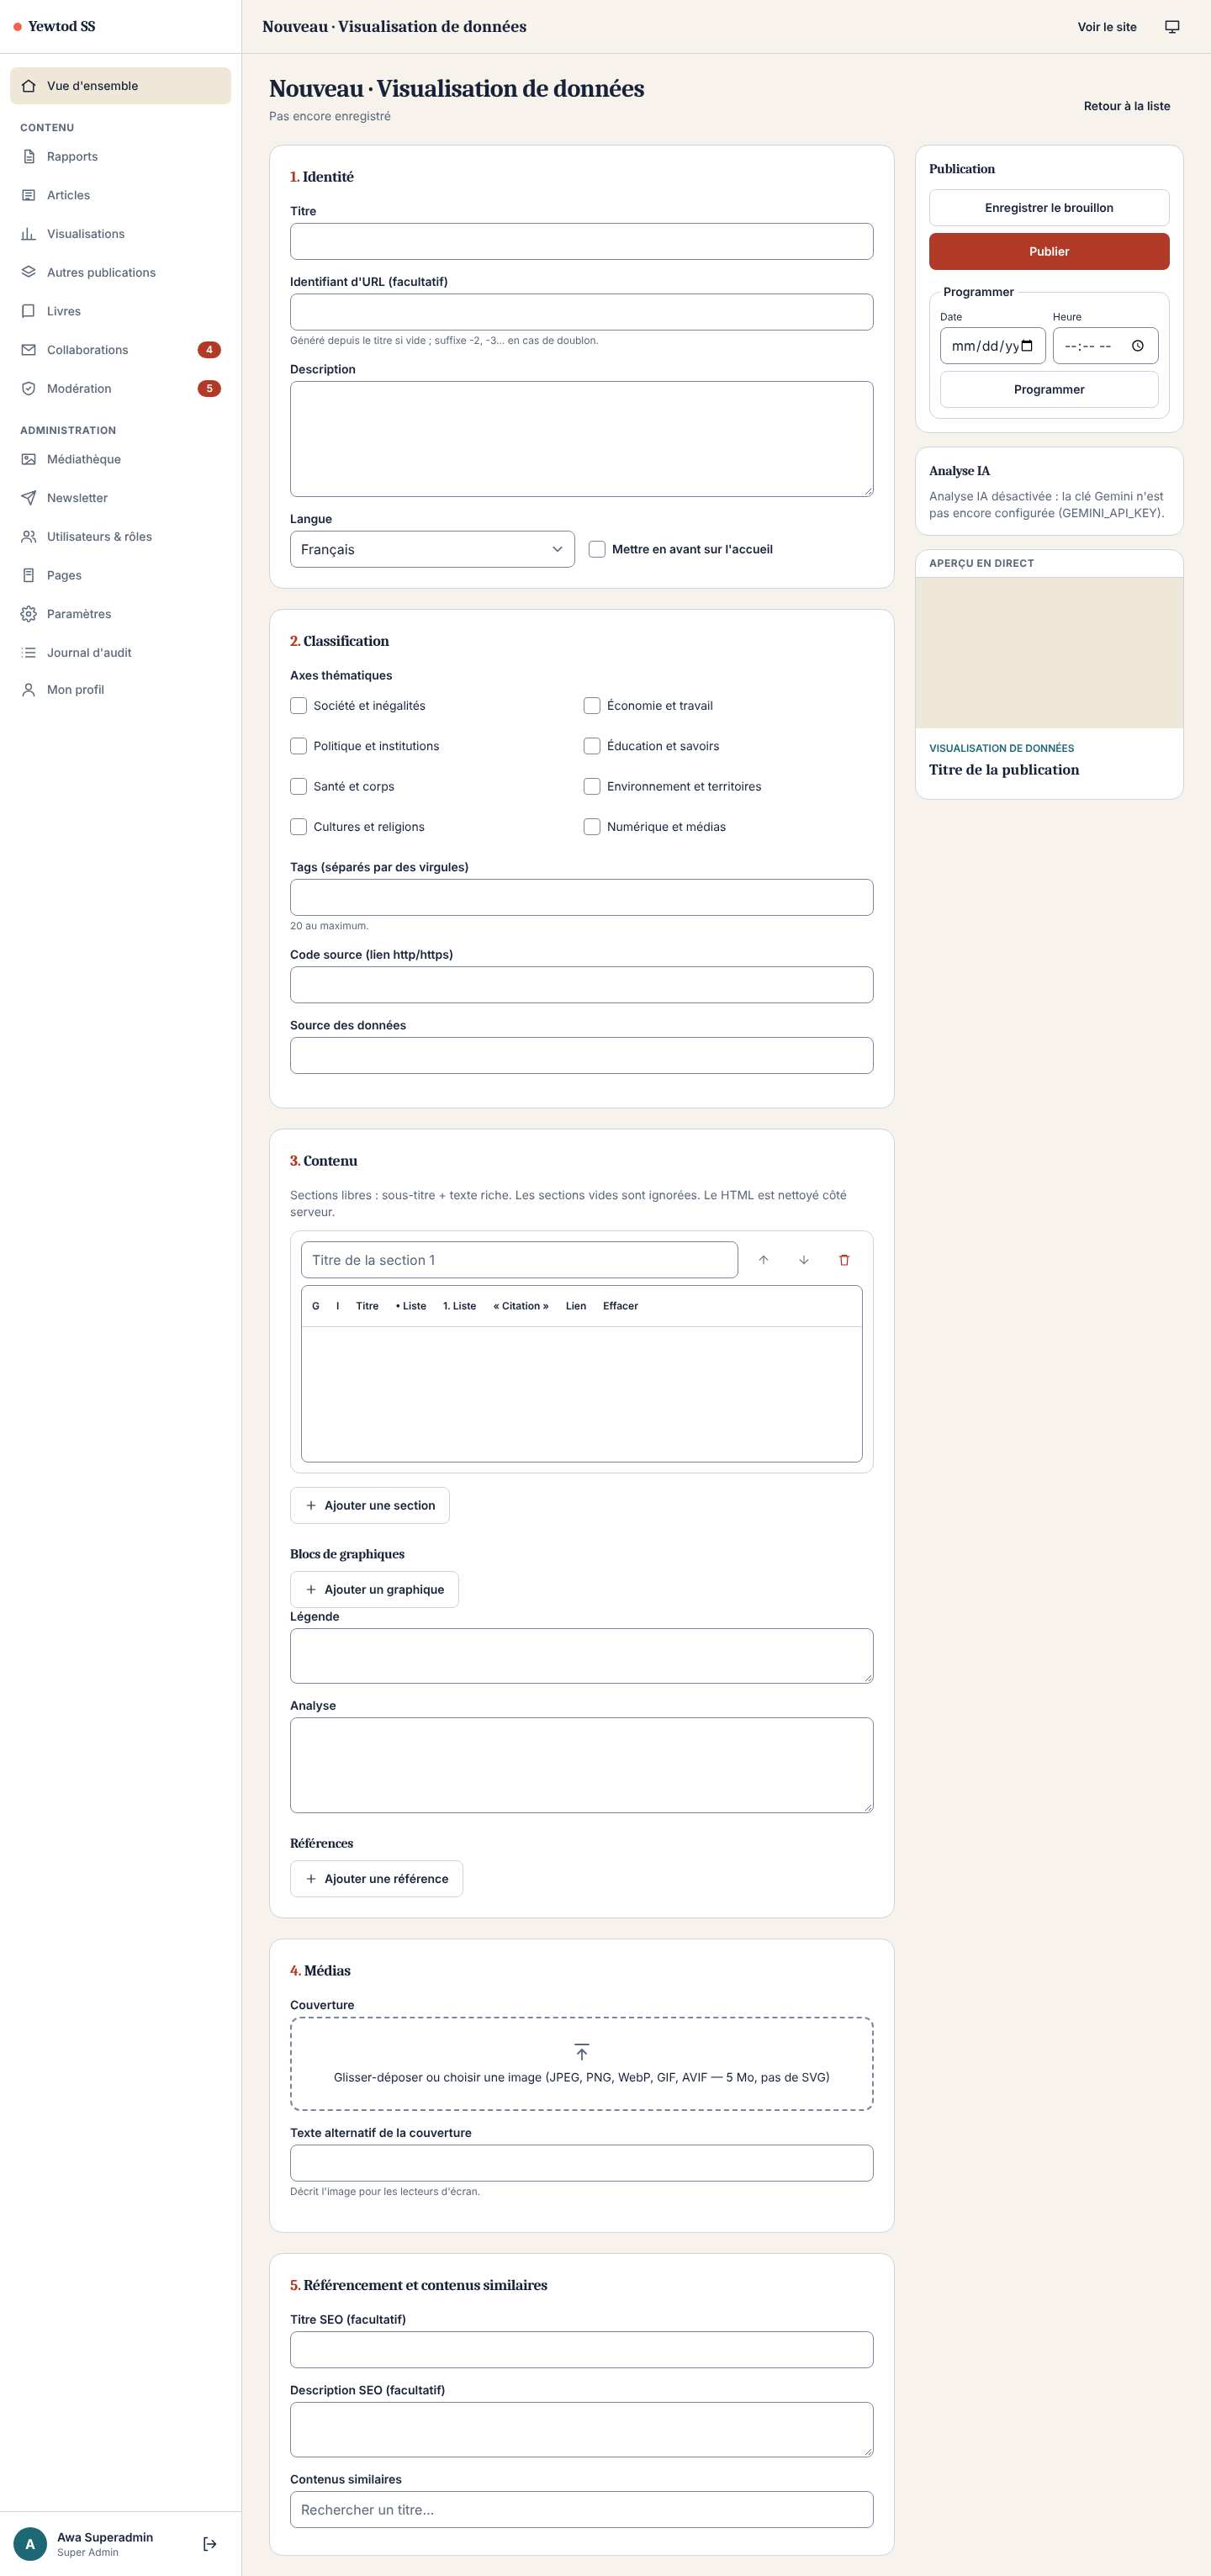 Yewtod SS
Vue d'ensemble
CONTENU
Rapports
Articles
Visualisations
Autres publications
Livres
Collaborations 4
Modération 5
ADMINISTRATION
Médiathèque
Newsletter
Utilisateurs & rôles
Pages
Paramètres
Journal d'audit
Mon profil
A
Awa Superadmin
Super Admin
Nouveau · Visualisation de données
Voir le site
Nouveau · Visualisation de données
Pas encore enregistré
Retour à la liste
1. Identité
Titre
Identifiant d'URL (facultatif)
Généré depuis le titre si vide ; suffixe -2, -3… en cas de doublon.
Description
Langue
Français
Mettre en avant sur l'accueil
2. Classification
Axes thématiques
Société et inégalités
Économie et travail
Politique et institutions
Éducation et savoirs
Santé et corps
Environnement et territoires
Cultures et religions
Numérique et médias
Tags (séparés par des virgules)
20 au maximum.
Code source (lien http/https)
Source des données
3. Contenu
Sections libres : sous-titre + texte riche. Les sections vides sont ignorées. Le HTML est nettoyé côté
serveur.
Titre de la section 1
G I Titre • Liste 1. Liste « Citation » Lien Effacer
+ Ajouter une section
Blocs de graphiques
+ Ajouter un graphique
Légende
Analyse
Références
+ Ajouter une référence
4. Médias
Couverture
Glisser-déposer ou choisir une image (JPEG, PNG, WebP, GIF, AVIF — 5 Mo, pas de SVG)
Texte alternatif de la couverture
Décrit l'image pour les lecteurs d'écran.
5. Référencement et contenus similaires
Titre SEO (facultatif)
Description SEO (facultatif)
Contenus similaires
Rechercher un titre…
Publication
Enregistrer le brouillon
Publier
Programmer
Date Heure
mm/dd/yy --:-- --
Programmer
Analyse IA
Analyse IA désactivée : la clé Gemini n'est
pas encore configurée (GEMINI_API_KEY).
APERÇU EN DIRECT
VISUALISATION DE DONNÉES
Titre de la publication